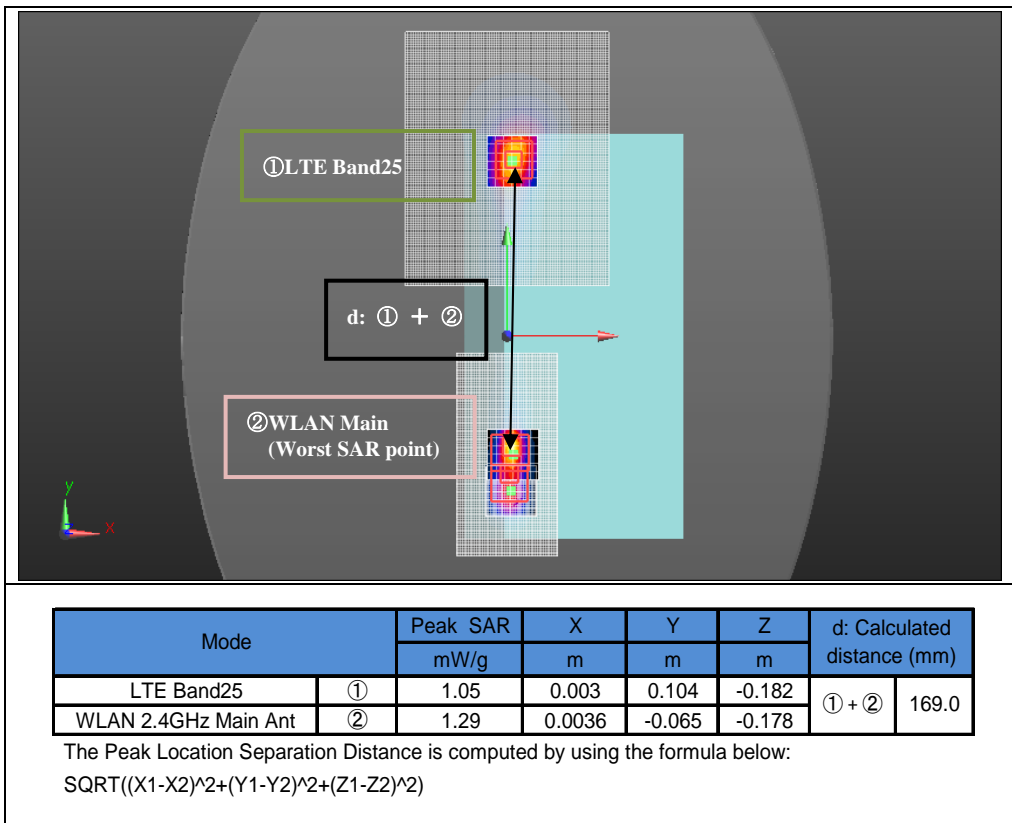 ①LTE Band25
d: ① + ②
②WLAN Main
(Worst SAR point)
y
X
Mode Peak SAR X Y Z d: Calculated distance (mm)
mW/g m m m
LTE Band25 ① 1.05 0.003 0.104 -0.182 ① + ② 169.0
WLAN 2.4GHz Main Ant ② 1.29 0.0036 -0.065 -0.178
The Peak Location Separation Distance is computed by using the formula below:
SQRT((X1-X2)^2+(Y1-Y2)^2+(Z1-Z2)^2)